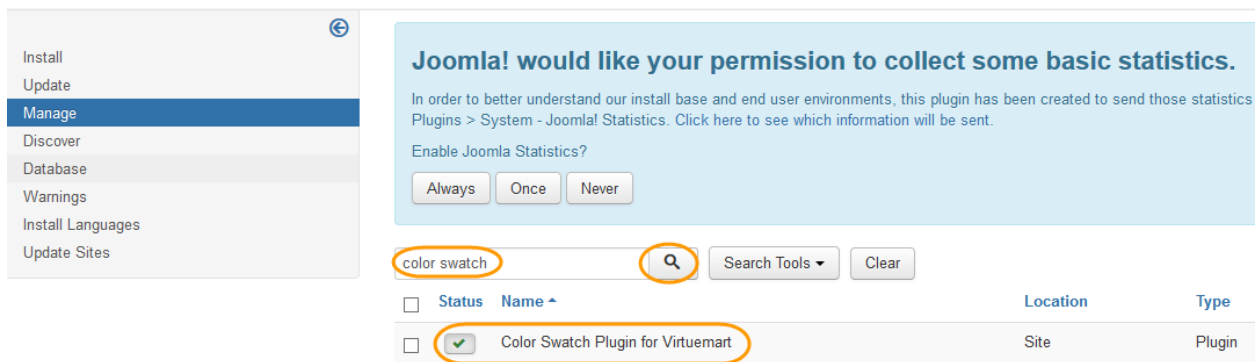 Install
Update
Manage
Discover
Database
Warnings
Install Languages
Update Sites
Joomla! would like your permission to collect some basic statistics.
In order to better understand our install base and end user environments, this plugin has been created to send those statistics
Plugins > System - Joomla! Statistics. Click here to see which information will be sent.
Enable Joomla Statistics?
Always Once Never
color swatch Search Tools Clear
Status Name Location Type
Color Swatch Plugin for Virtuemart Site Plugin